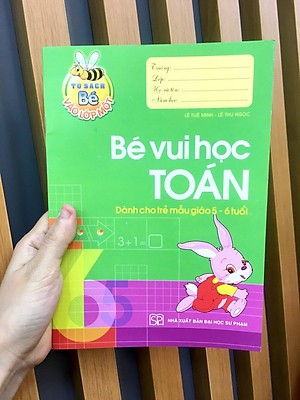 TỦ SÁCH
Bé
VÀO LỚP MỘT
Trường:
Lớp:
Họ và tên:
Năm học:
LÊ TUỆ MINH - LÊ THU NGỌC
Bé vui học
TOÁN
Dành cho trẻ mẫu giáo 5 - 6 tuổi
3+1=
6
5
NHÀ XUẤT BẢN ĐẠI HỌC SƯ PHẠM